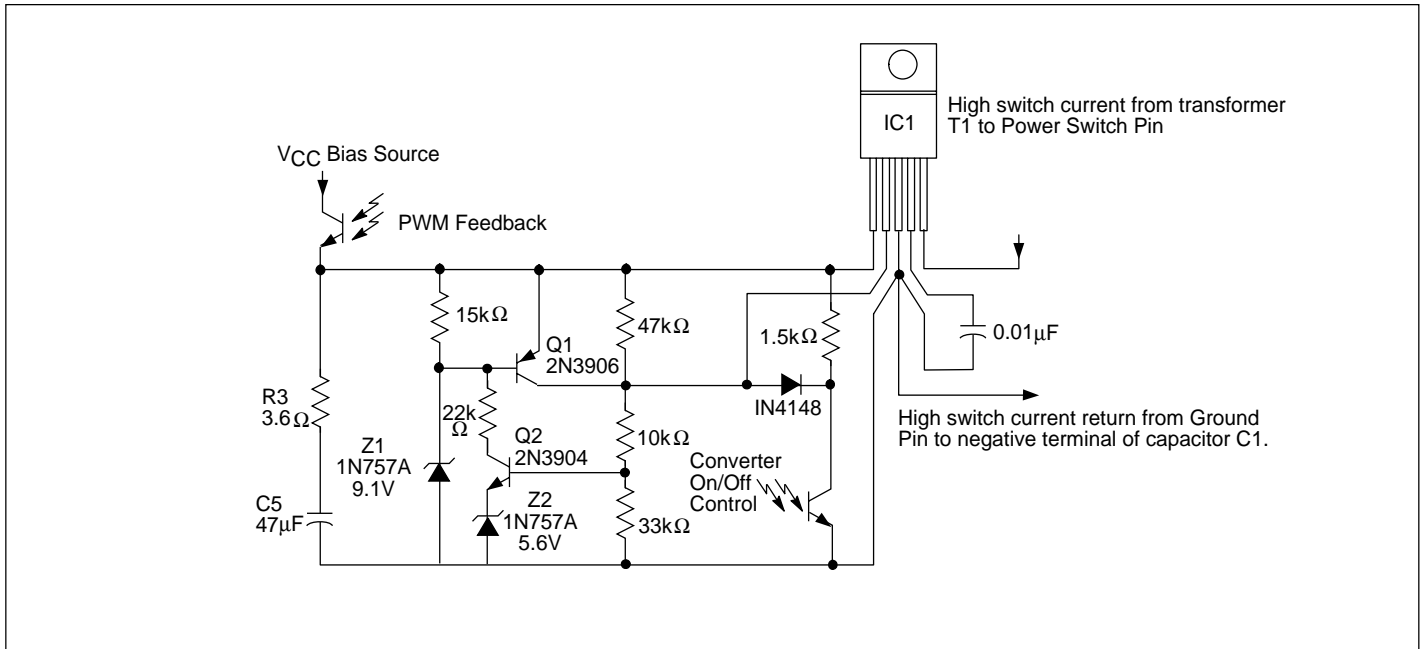 IC1
High switch current from transformer
T1 to Power Switch Pin
VCC Bias Source
PWM Feedback
15kΩ
47kΩ
1.5kΩ
0.01μF
Q1
2N3906
R3
3.6Ω
22k
Ω
IN4148
High switch current return from Ground
Pin to negative terminal of capacitor C1.
Q2
2N3904
10kΩ
Z1
1N757A
9.1V
Converter
On/Off
Control
C5
47μF
Z2
1N757A
5.6V
33kΩ